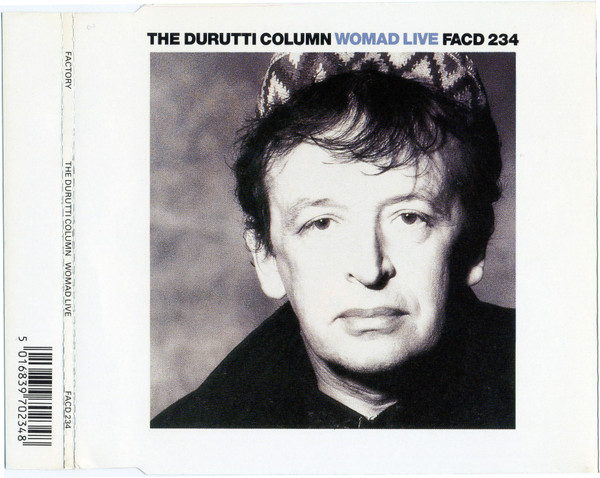 THE DURUTTI COLUMN WOMAD LIVE FACD 234
FACTORY
THE DURUTTI COLUMN WOMAD LIVE
FACD 234
5 016839 702348